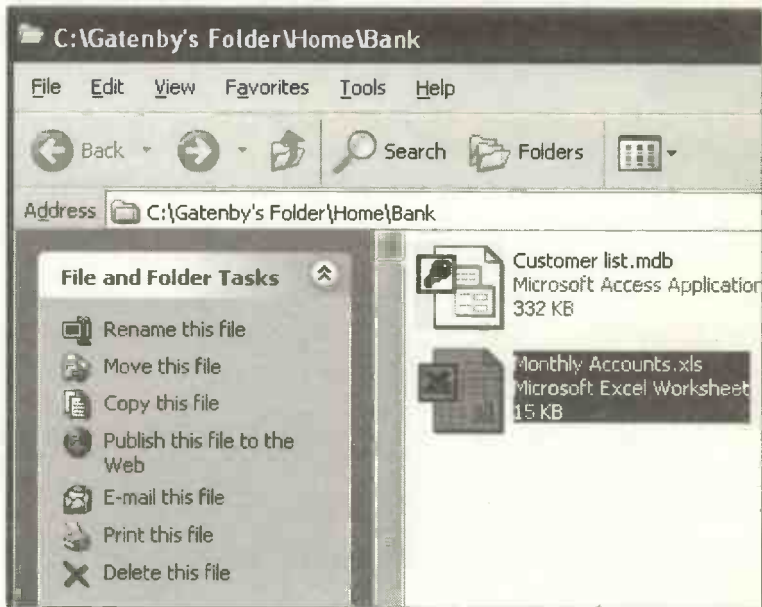 C:\Gatenby's Folder\Home\Bank
File Edit View Favorites Tools Help
Back Search Folders
Address C:\Gatenby's Folder\Home\Bank
File and Folder Tasks
Rename this file
Move this file
Copy this file
Publish this file to the
Web
E-mail this file
Print this file
Delete this file
Customer list.mdb
Microsoft Access Application
332 KB
Monthly Accounts.xls
Microsoft Excel Worksheet
15 KB